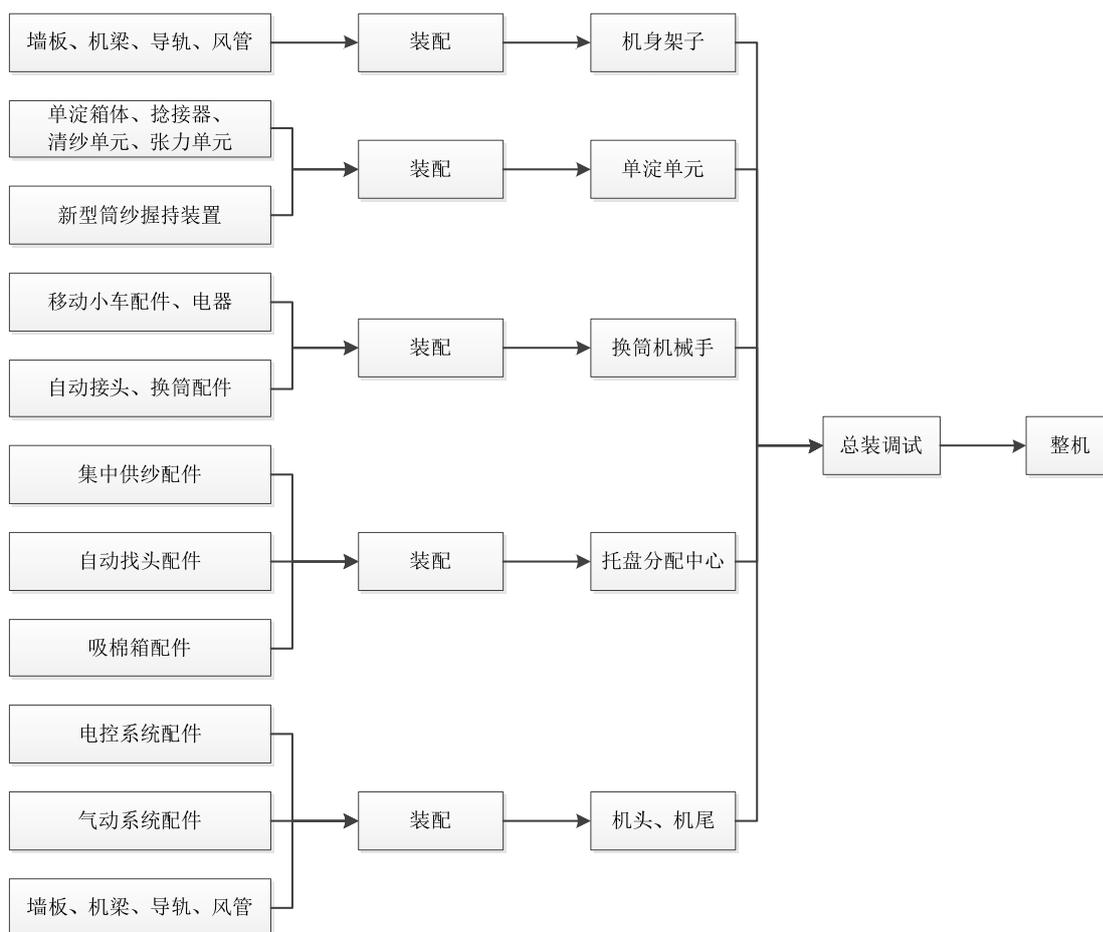 墙板、机梁、导轨、风管
装配
机身架子
单淀箱体、捻接器、
清纱单元、张力单元
装配
单淀单元
新型筒纱握持装置
移动小车配件、电器
装配
换筒机械手
自动接头、换筒配件
总装调试
整机
集中供纱配件
自动找头配件
装配
托盘分配中心
吸棉箱配件
电控系统配件
气动系统配件
装配
机头、机尾
墙板、机梁、导轨、风管